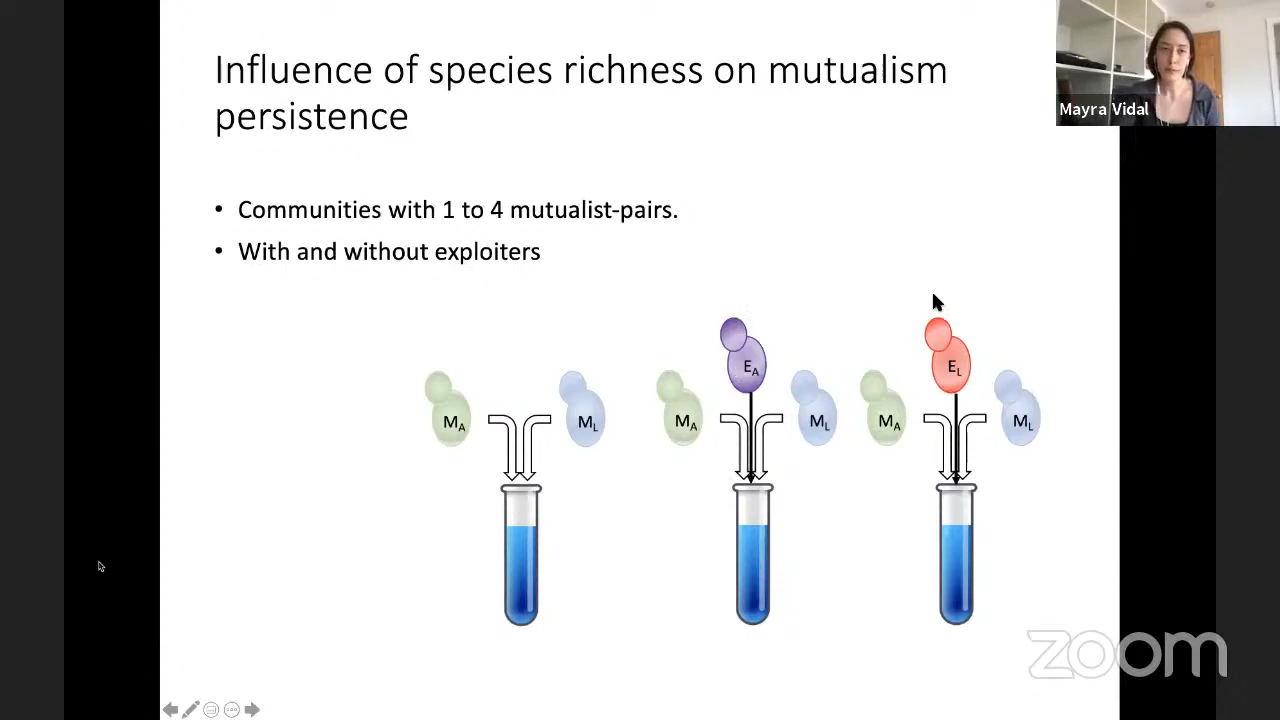 Influence of species richness on mutualism
persistence
Mayra Vidal
• Communities with 1 to 4 mutualist-pairs.
• With and without exploiters
EA
EL
MA
ML
MA
ML
MA
ML
zoom